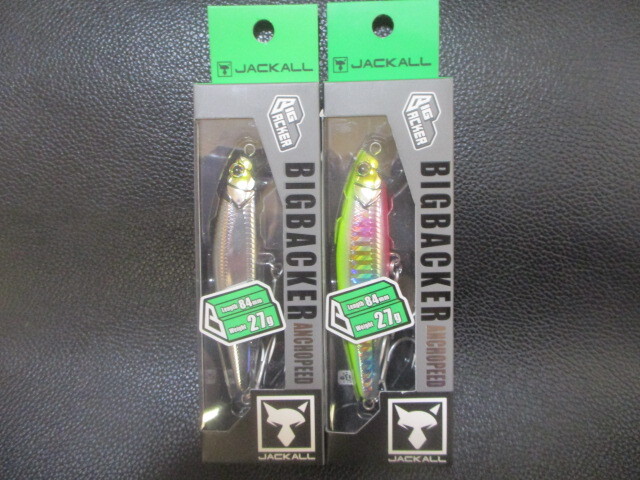 JACKALL
BIG
BACKER
BIGBACKER
ANCHOPEED
Length 84mm
Weight 27g
JACKALL
JACKALL
BIG
BACKER
BIGBACKER
ANCHOPEED
Length 84mm
Weight 27g
JACKALL